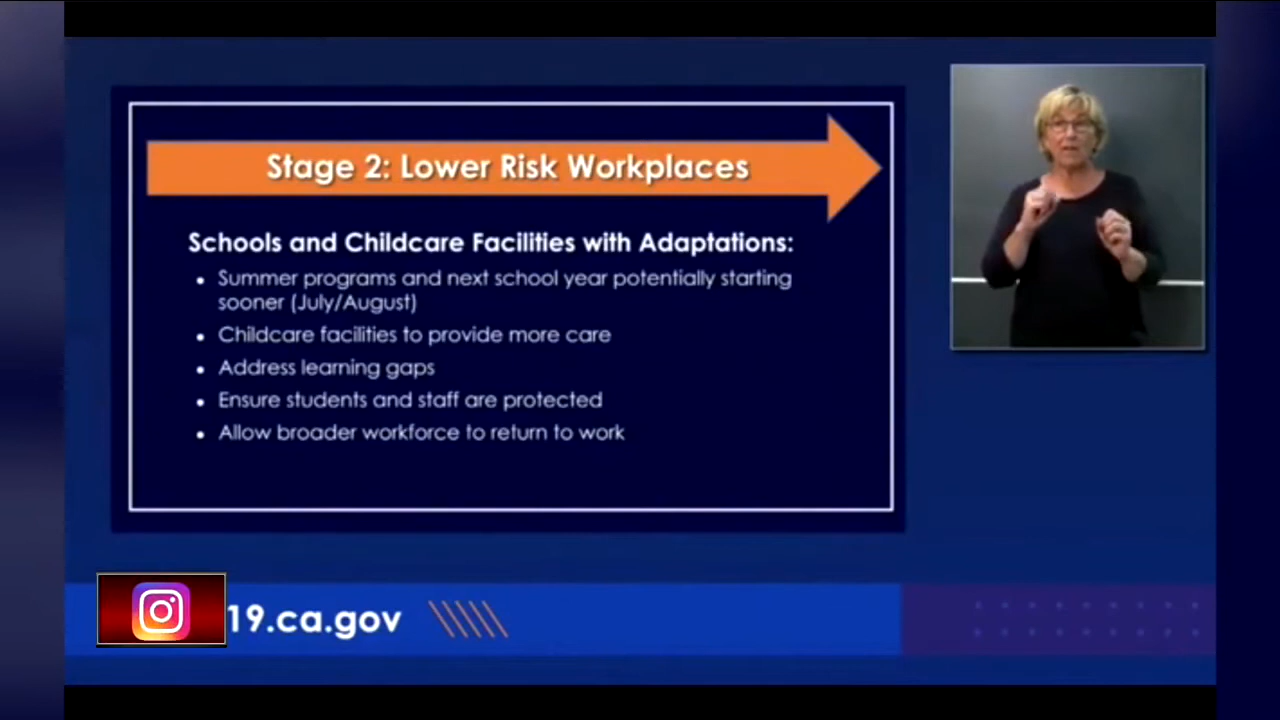 Stage 2: Lower Risk Workplaces
Schools and Childcare Facilities with Adaptations:
• Summer programs and next school year potentially starting
sooner (July/August)
• Childcare facilities to provide more care
• Address learning gaps
• Ensure students and staff are protected
• Allow broader workforce to return to work
19.ca.gov